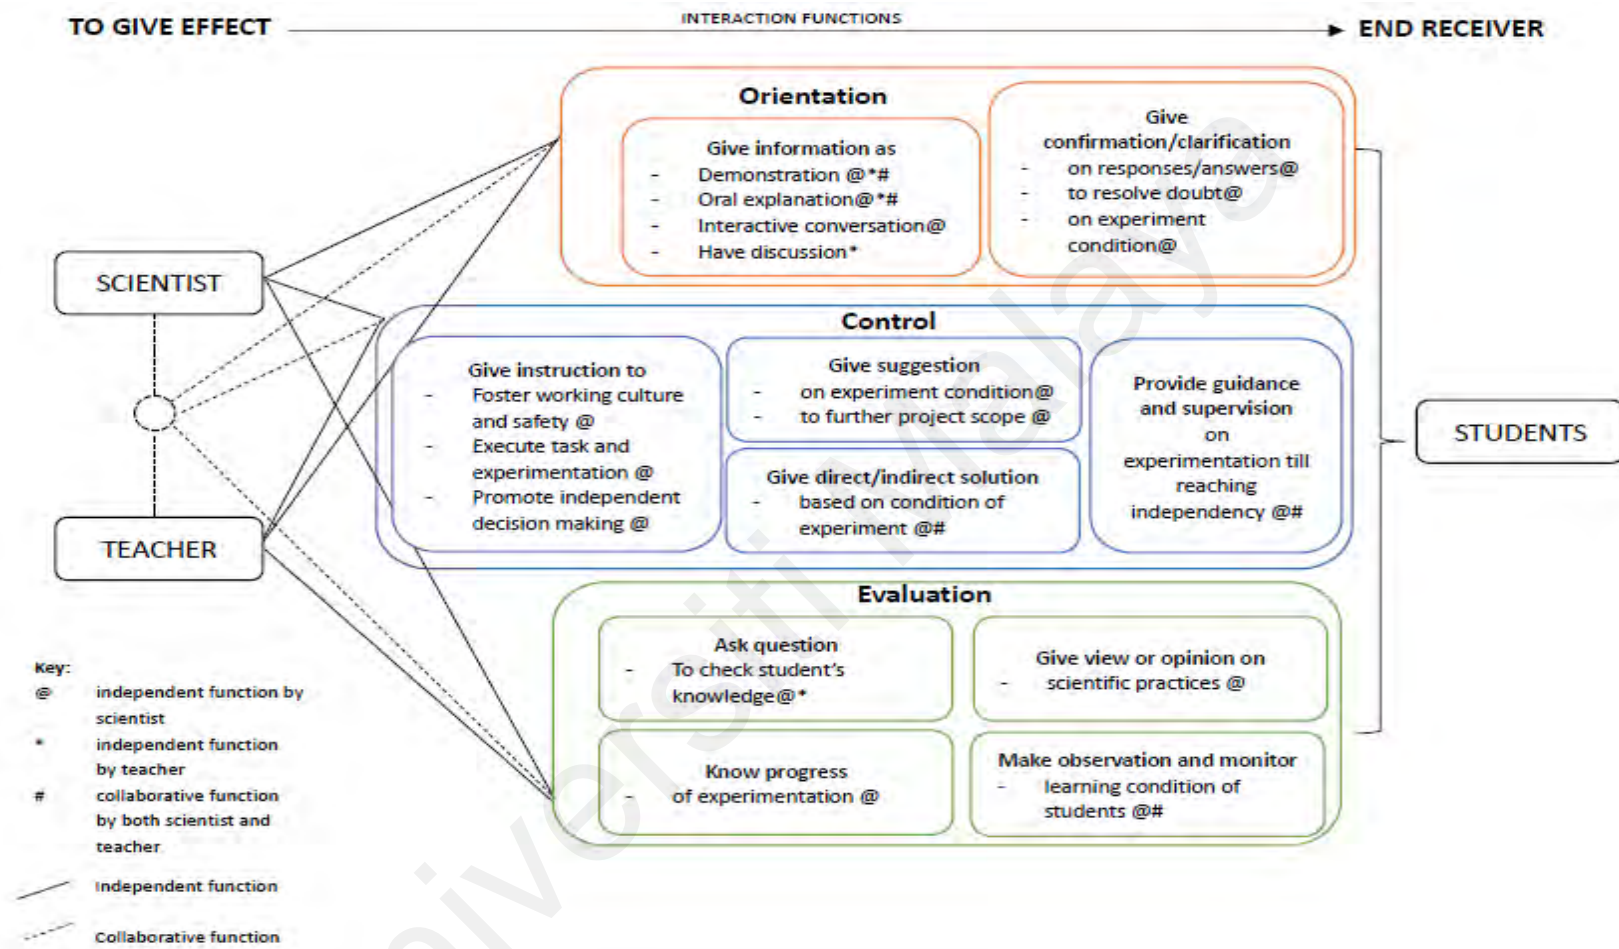 TO GIVE EFFECT
INTERACTION FUNCTIONS
END RECEIVER
Orientation
Give information as
- Demonstration @*#
- Oral explanation@*#
- Interactive conversation@
- Have discussion*
Give
confirmation/clarification
- on responses/answers@
- to resolve doubt@
- on experiment
condition@
SCIENTIST
TEACHER
Control
Give instruction to
- Foster working culture
and safety @
- Execute task and
experimentation @
- Promote independent
decision making @
Give suggestion
- on experiment condition@
- to further project scope @
Give direct/indirect solution
- based on condition of
experiment @#
Provide guidance
and supervision
on
experimentation till
reaching
independency @#
STUDENTS
Evaluation
Ask question
- To check student's
knowledge@*
Give view or opinion on
- scientific practices @
Know progress
- of experimentation @
Make observation and monitor
- learning condition of
students @#
Key:
@ independent function by
scientist
* independent function
by teacher
# collaborative function
by both scientist and
teacher
Independent function
Collaborative function
Universiti Malaya